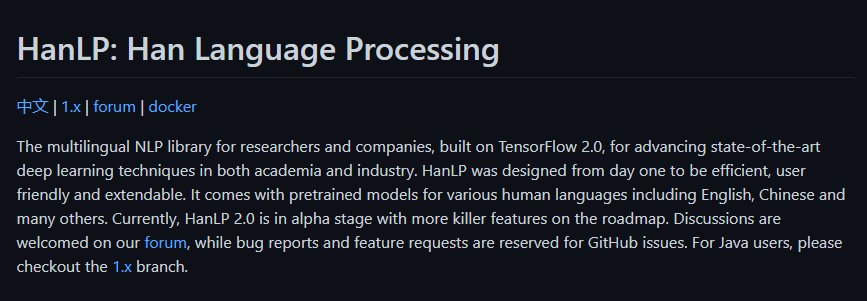 HanLP: Han Language Processing
中文 | 1.x | forum | docker
The multilingual NLP library for researchers and companies, built on TensorFlow 2.0, for advancing state-of-the-art
deep learning techniques in both academia and industry. HanLP was designed from day one to be efficient, user
friendly and extendable. It comes with pretrained models for various human languages including English, Chinese and
many others. Currently, HanLP 2.0 is in alpha stage with more killer features on the roadmap. Discussions are
welcomed on our forum, while bug reports and feature requests are reserved for GitHub issues. For Java users, please
checkout the 1.x branch.